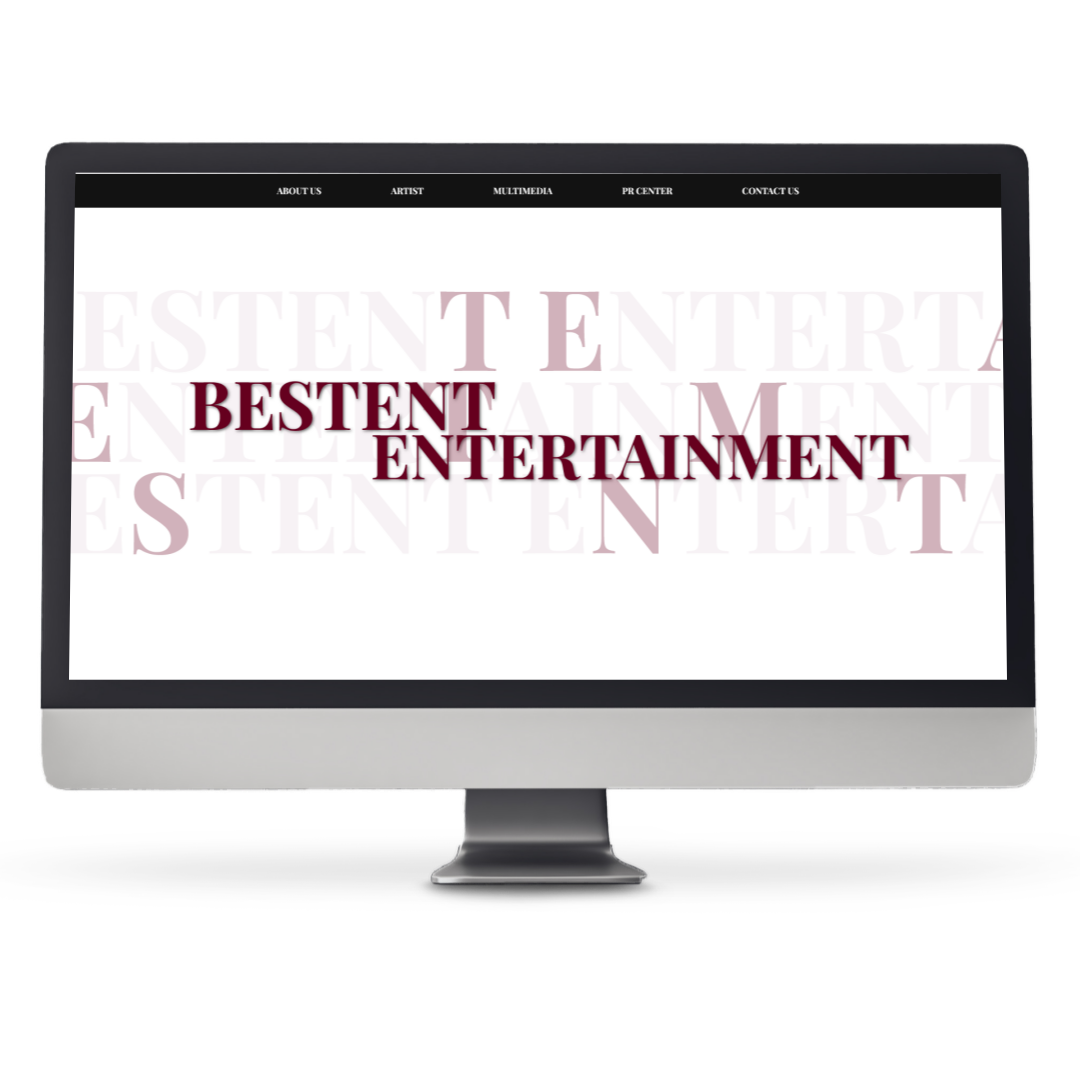 ABOUT US ARTIST MULTIMEDIA PR CENTER CONTACT US
ESTENT ENTERTA
BESTENT
ENTERTAINMENT
ENTERTAINMENT
ESTENT ENTERTA